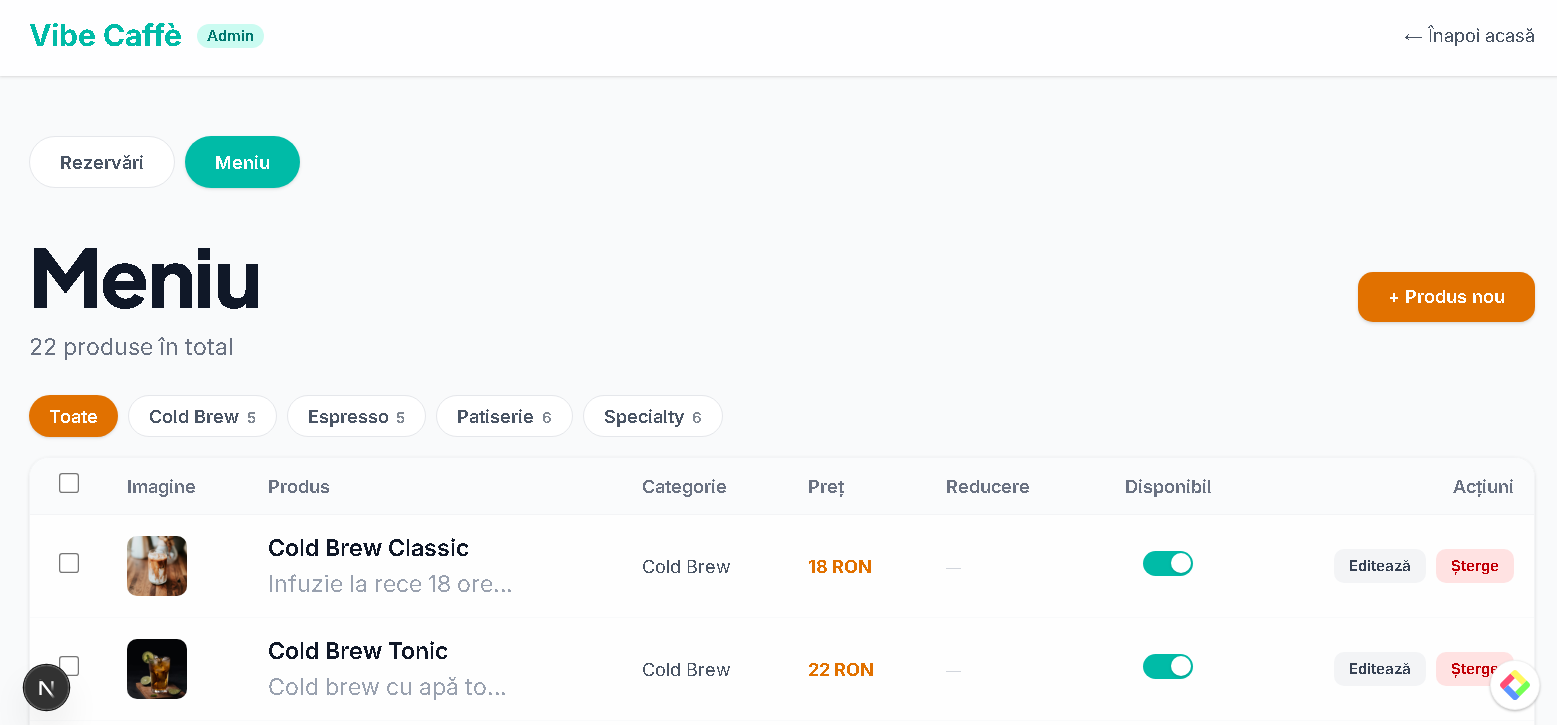 Vibe Caffè Admin ← Înapoi acasă
Rezervări Meniu
Meniu
+ Produs nou
22 produse în total
Toate Cold Brew 5 Espresso 5 Patiserie 6 Specialty 6
Imagine Produs Categorie Preț Reducere Disponibil Acțiuni
Cold Brew Classic
Infuzie la rece 18 ore...
Cold Brew 18 RON — Editează Șterge
Cold Brew Tonic
Cold brew cu apă to...
Cold Brew 22 RON — Editează Șterge
N